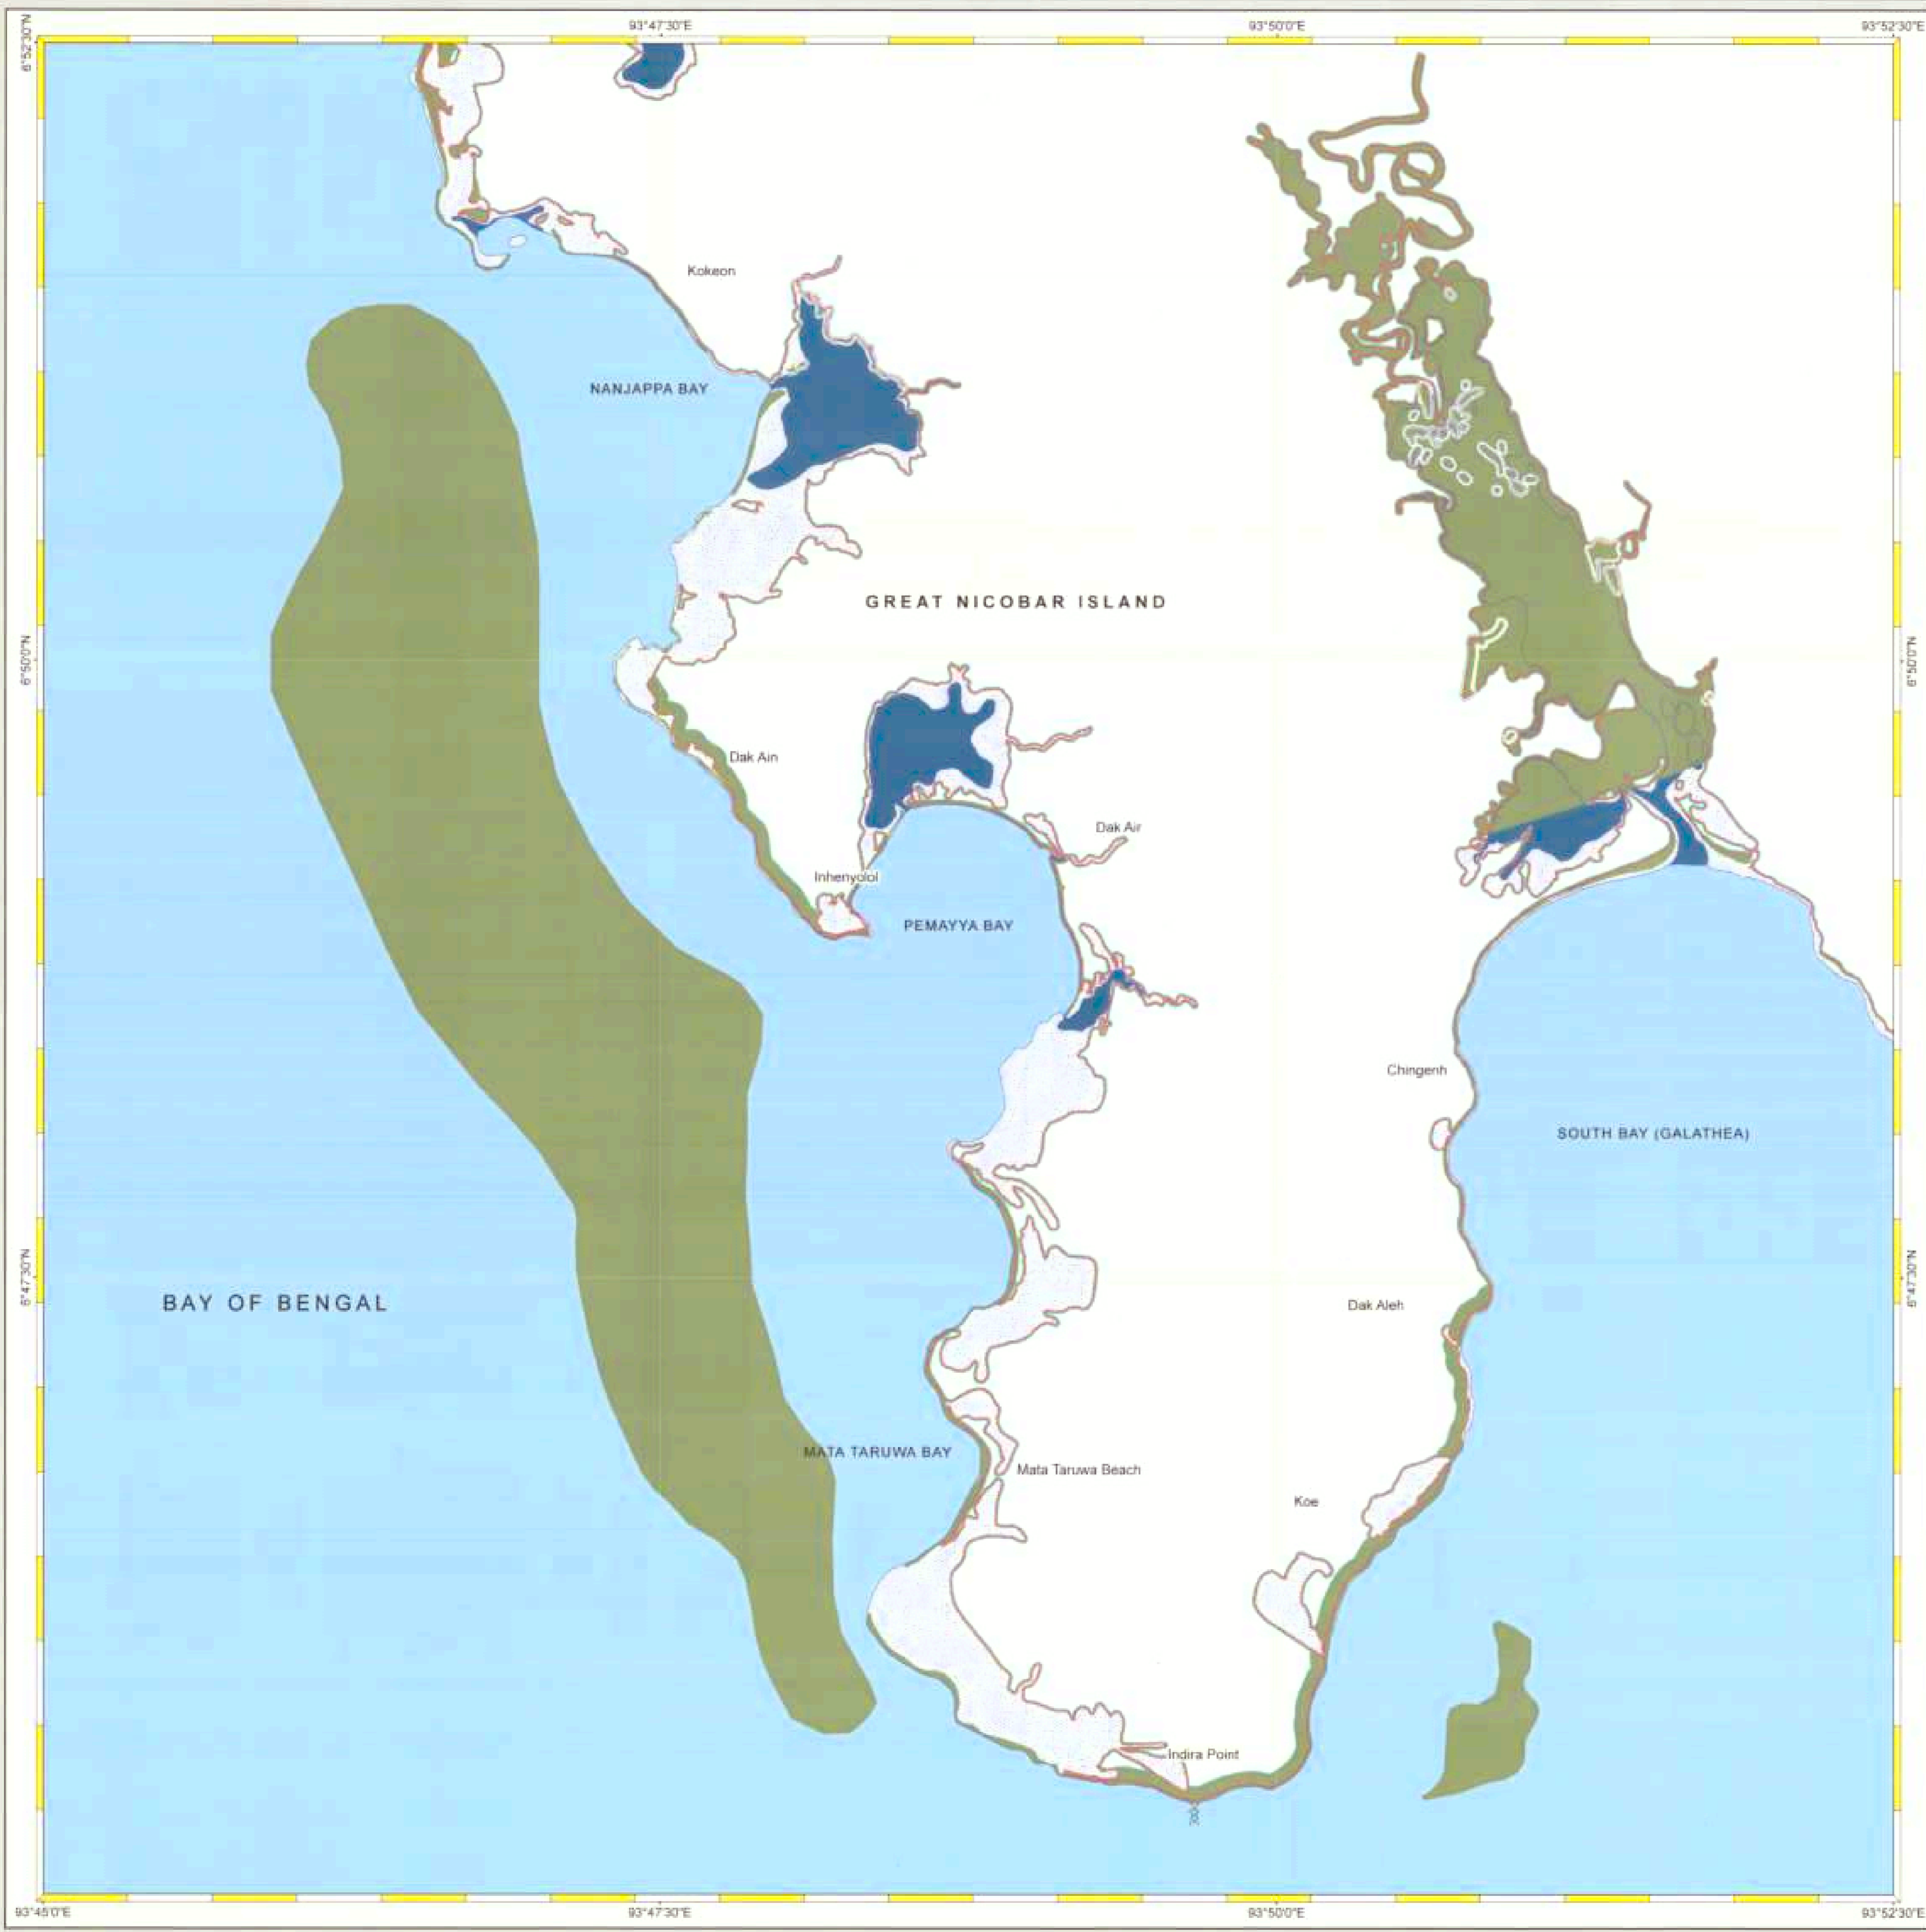 93°47'30"E
93°50'0"E
93°52'30"E
6°52'30"N
Kokeon
NANJAPPA BAY
GREAT NICOBAR ISLAND
6°50'0"N
6°50'0"N
Dak Ain
Dak Air
Inhenyolol
PEMAYYA BAY
Chingenh
SOUTH BAY (GALATHEA)
6°47'30"N
6°47'30"N
BAY OF BENGAL
Dak Aleh
MATA TARUWA BAY
Mata Taruwa Beach
Koe
Indira Point
93°45'0"E
93°47'30"E
93°50'0"E
93°52'30"E